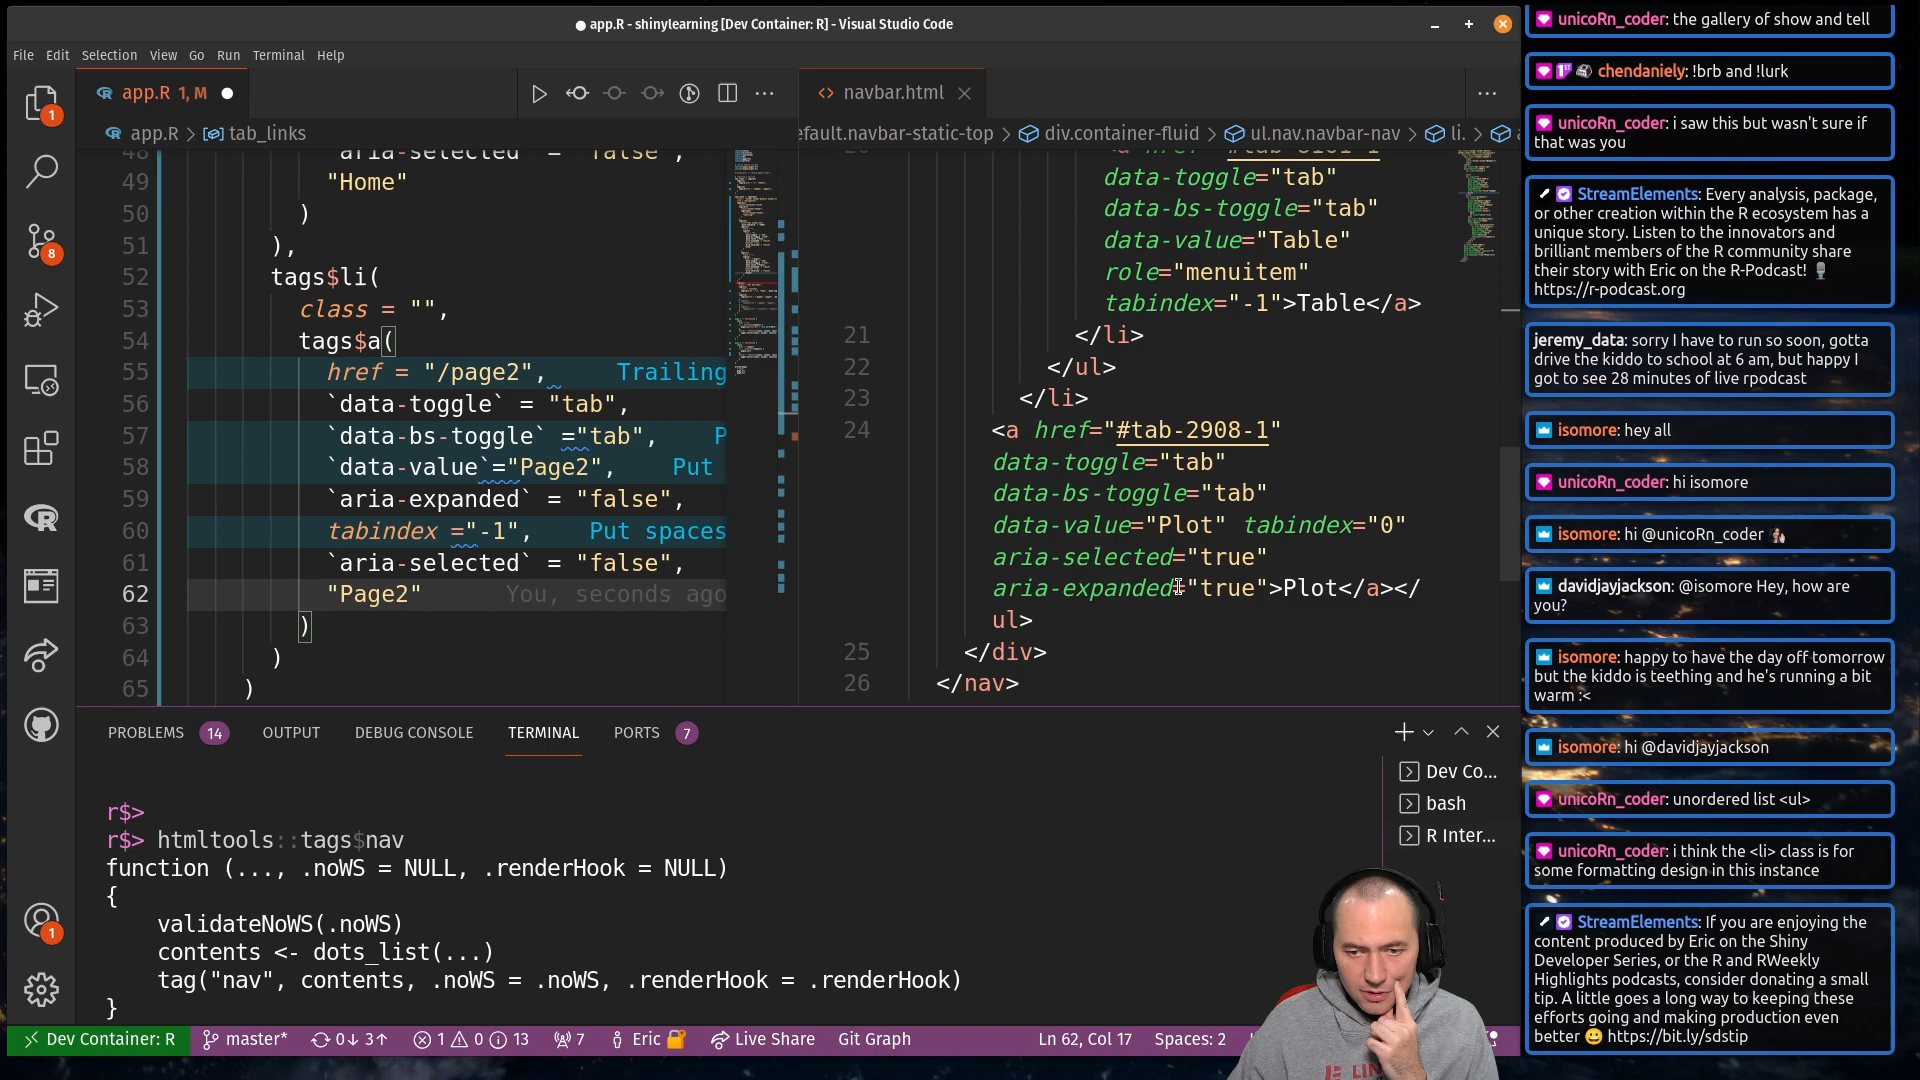 ● app.R - shinylearning [Dev Container: R] - Visual Studio Code
File Edit Selection View Go Run Terminal Help
app.R 1, M
navbar.html
app.R > tab_links
efault.navbar-static-top > div.container-fluid > ul.nav.navbar-nav > li.
48 `aria-selected` = "false",
49 "Home"
50 )
51 ),
52 tags$li(
53 class = "",
54 tags$a(
55 href = "/page2", Trailing
56 `data-toggle` = "tab",
57 `data-bs-toggle` ="tab", P
58 `data-value`="Page2", Put
59 `aria-expanded` = "false",
60 tabindex ="-1", Put spaces
61 `aria-selected` = "false",
62 "Page2" You, seconds ago
63 )
64 )
65 )
data-toggle="tab"
data-bs-toggle="tab"
data-value="Table"
role="menuitem"
tabindex="-1">Table</a>
21 </li>
22 </ul>
23 </li>
24 <a href="#tab-2908-1"
data-toggle="tab"
data-bs-toggle="tab"
data-value="Plot" tabindex="0"
aria-selected="true"
aria-expanded="true">Plot</a></
ul>
25 </div>
26 </nav>
PROBLEMS 14 OUTPUT DEBUG CONSOLE TERMINAL PORTS 7
r$>
r$> htmltools::tags$nav
function (..., .noWS = NULL, .renderHook = NULL)
{
validateNoWS(.noWS)
contents <- dots_list(...)
tag("nav", contents, .noWS = .noWS, .renderHook = .renderHook)
}
Dev Co...
bash
R Inter...
1
8
1
Dev Container: R master* 0↓ 3↑ 1 0 13 7 Eric Live Share Git Graph Ln 62, Col 17 Spaces: 2
unicoRn_coder: the gallery of show and tell
chendaniely: !brb and !lurk
unicoRn_coder: i saw this but wasn't sure if
that was you
StreamElements: Every analysis, package,
or other creation within the R ecosystem has a
unique story. Listen to the innovators and
brilliant members of the R community share
their story with Eric on the R-Podcast! 🎙️
https://r-podcast.org
jeremy_data: sorry I have to run so soon, gotta
drive the kiddo to school at 6 am, but happy I
got to see 28 minutes of live rpodcast
isomore: hey all
unicoRn_coder: hi isomore
isomore: hi @unicoRn_coder
davidjayjackson: @isomore Hey, how are
you?
isomore: happy to have the day off tomorrow
but the kiddo is teething and he's running a bit
warm :<
isomore: hi @davidjayjackson
unicoRn_coder: unordered list <ul>
unicoRn_coder: i think the <li> class is for
some formatting design in this instance
StreamElements: If you are enjoying the
content produced by Eric on the Shiny
Developer Series, or the R and RWeekly
Highlights podcasts, consider donating a small
tip. A little goes a long way to keeping these
efforts going and making production even
better 😀 https://bit.ly/sdstip